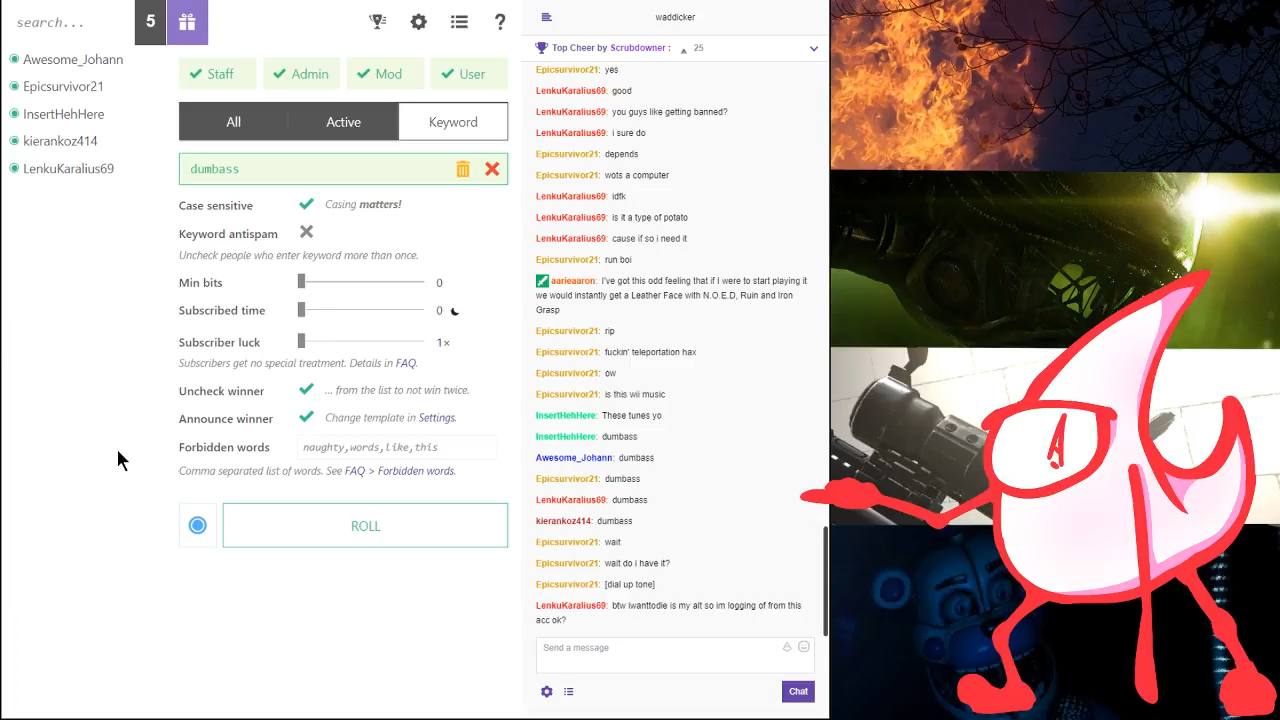 search...
5
?
Awesome_Johann
Epicsurvivor21
InsertHehHere
kierankoz414
LenkuKaralius69
Staff
Admin
Mod
User
All
Active
Keyword
dumbass
Case sensitive
Casing matters!
Keyword antispam
Uncheck people who enter keyword more than once.
Min bits
0
Subscribed time
0
Subscriber luck
1×
Subscribers get no special treatment. Details in FAQ.
Uncheck winner
... from the list to not win twice.
Announce winner
Change template in Settings.
Forbidden words
naughty,words,like,this
Comma separated list of words. See FAQ > Forbidden words.
ROLL
waddicker
Top Cheer by Scrubdowner : 25
Epicsurvivor21: yes
LenkuKaralius69: good
LenkuKaralius69: you guys like getting banned?
LenkuKaralius69: i sure do
Epicsurvivor21: depends
Epicsurvivor21: wots a computer
LenkuKaralius69: idfk
LenkuKaralius69: is it a type of potato
LenkuKaralius69: cause if so i need it
Epicsurvivor21: run boi
aarieaaron: I've got this odd feeling that if I were to start playing it
we would instantly get a Leather Face with N.O.E.D, Ruin and Iron
Grasp
Epicsurvivor21: rip
Epicsurvivor21: fuckin' teleportation hax
Epicsurvivor21: ow
Epicsurvivor21: is this wii music
InsertHehHere: These tunes yo
InsertHehHere: dumbass
Awesome_Johann: dumbass
Epicsurvivor21: dumbass
LenkuKaralius69: dumbass
kierankoz414: dumbass
Epicsurvivor21: wait
Epicsurvivor21: wait do i have it?
Epicsurvivor21: [dial up tone]
LenkuKaralius69: btw iwanttodie is my alt so im logging of from this
acc ok?
Send a message
Chat